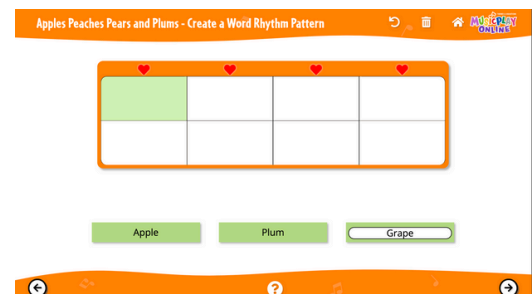 Apples Peaches Pears and Plums - Create a Word Rhythm Pattern
MUSICPLAY
ONLINE
Apple
Plum
Grape
?